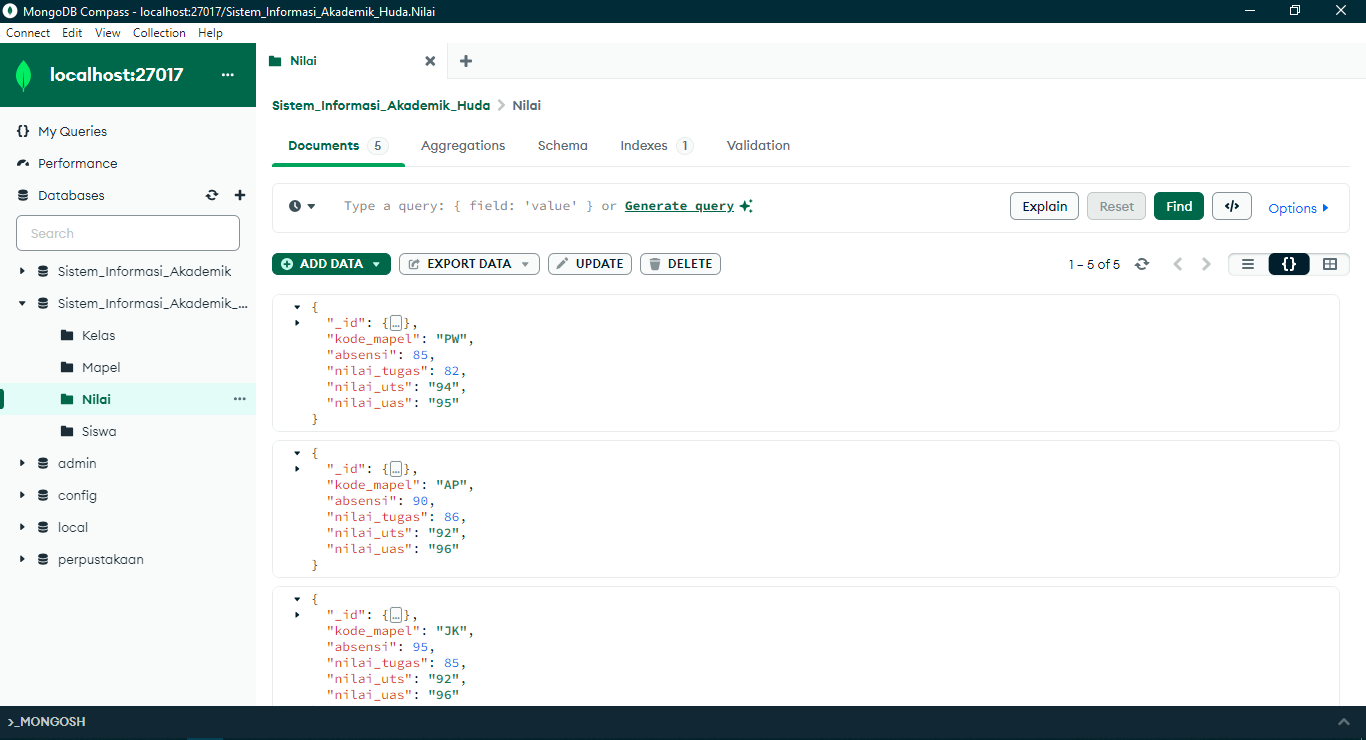 MongoDB Compass - localhost:27017/Sistem_Informasi_Akademik_Huda.Nilai
Connect Edit View Collection Help
localhost:27017 ...
{} My Queries
Performance
Databases
Search
Sistem_Informasi_Akademik
Sistem_Informasi_Akademik_...
Kelas
Mapel
Nilai ...
Siswa
admin
config
local
perpustakaan
Nilai
Sistem_Informasi_Akademik_Huda > Nilai
Documents 5 Aggregations Schema Indexes 1 Validation
Type a query: { field: 'value' } or Generate query Explain Reset Find </> Options
ADD DATA EXPORT DATA UPDATE DELETE 1 – 5 of 5 {}
{
"_id": {…},
"kode_mapel": "PW",
"absensi": 85,
"nilai_tugas": 82,
"nilai_uts": "94",
"nilai_uas": "95"
}
{
"_id": {…},
"kode_mapel": "AP",
"absensi": 90,
"nilai_tugas": 86,
"nilai_uts": "92",
"nilai_uas": "96"
}
{
"_id": {…},
"kode_mapel": "JK",
"absensi": 95,
"nilai_tugas": 85,
"nilai_uts": "92",
"nilai_uas": "96"
>_MONGOSH